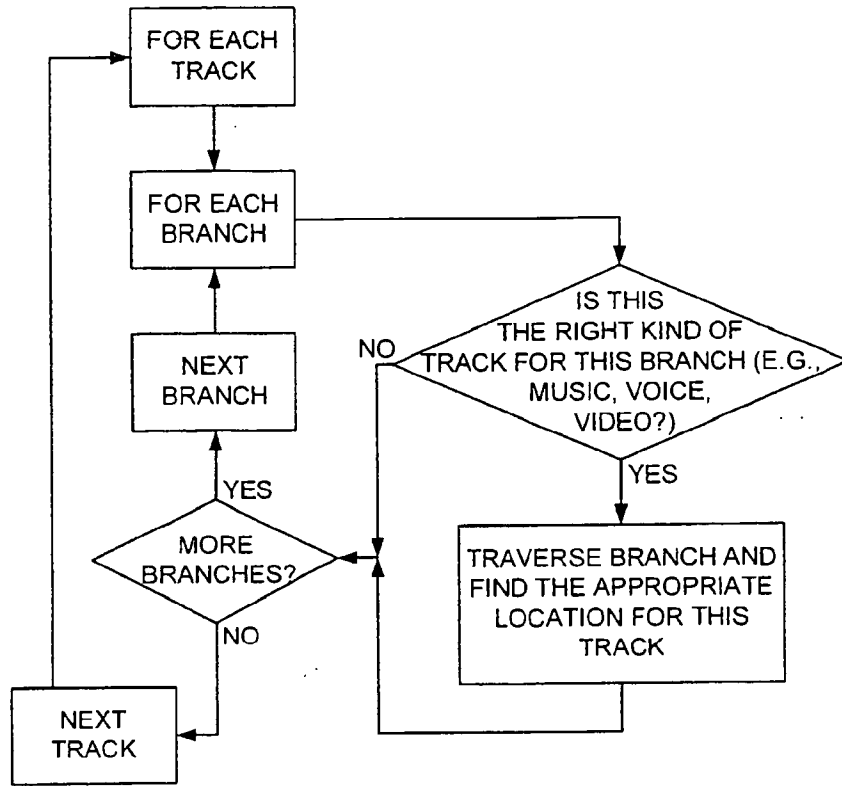 FOR EACH
TRACK
FOR EACH
BRANCH
IS THIS
THE RIGHT KIND OF
TRACK FOR THIS BRANCH (E.G.,
MUSIC, VOICE,
VIDEO?)
NO
YES
NEXT
BRANCH
YES
MORE
BRANCHES?
NO
TRAVERSE BRANCH AND
FIND THE APPROPRIATE
LOCATION FOR THIS
TRACK
NEXT
TRACK